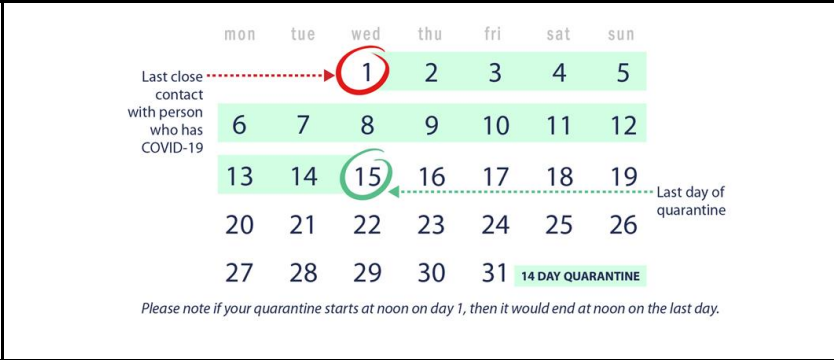 mon tue wed thu fri sat sun
Last close
contact
with person
who has
COVID-19
1 2 3 4 5
6 7 8 9 10 11 12
13 14 15 16 17 18 19
Last day of
quarantine
20 21 22 23 24 25 26
27 28 29 30 31 14 DAY QUARANTINE
Please note if your quarantine starts at noon on day 1, then it would end at noon on the last day.